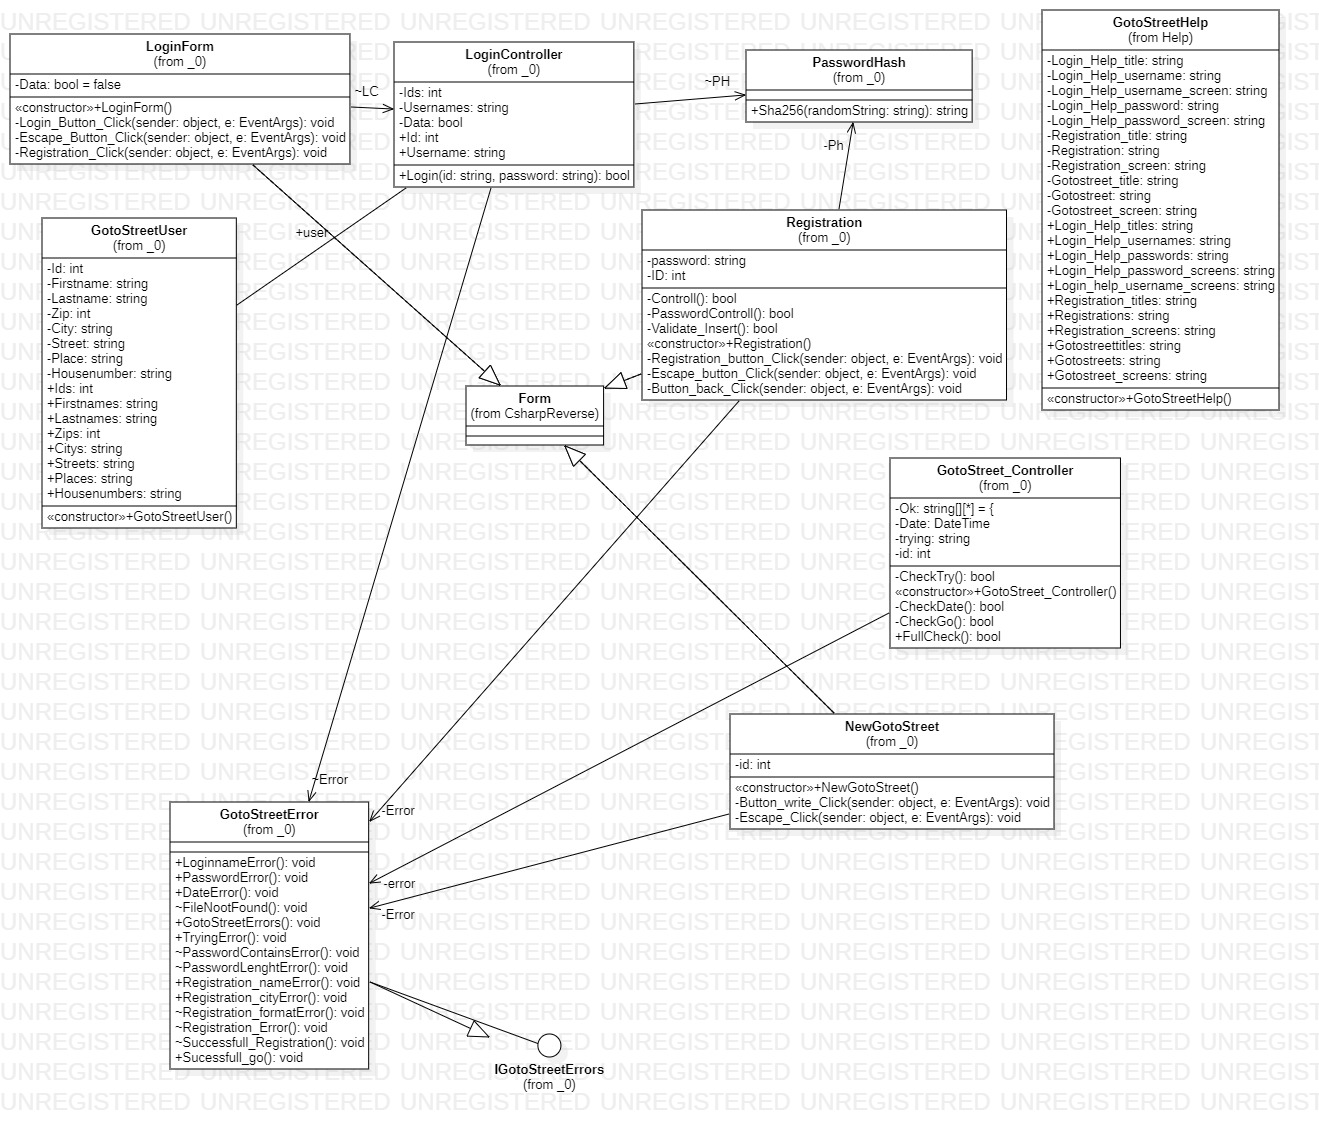 LoginForm
(from _0)
-Data: bool = false
«constructor»+LoginForm()
-Login_Button_Click(sender: object, e: EventArgs): void
-Escape_Button_Click(sender: object, e: EventArgs): void
-Registration_Click(sender: object, e: EventArgs): void
~LC
LoginController
(from _0)
-Ids: int
-Usernames: string
-Data: bool
+Id: int
+Username: string
+Login(id: string, password: string): bool
~PH
PasswordHash
(from _0)
+Sha256(randomString: string): string
-Ph
GotoStreetHelp
(from Help)
-Login_Help_title: string
-Login_Help_username: string
-Login_Help_username_screen: string
-Login_Help_password: string
-Login_Help_password_screen: string
-Registration_title: string
-Registration: string
-Registration_screen: string
-Gotostreet_title: string
-Gotostreet: string
-Gotostreet_screen: string
+Login_Help_titles: string
+Login_Help_usernames: string
+Login_Help_passwords: string
+Login_Help_password_screens: string
+Login_help_username_screens: string
+Registration_titles: string
+Registrations: string
+Registration_screens: string
+Gotostreettitles: string
+Gotostreets: string
+Gotostreet_screens: string
«constructor»+GotoStreetHelp()
GotoStreetUser
(from _0)
-Id: int
-Firstname: string
-Lastname: string
-Zip: int
-City: string
-Street: string
-Place: string
-Housenumber: string
+Ids: int
+Firstnames: string
+Lastnames: string
+Zips: int
+Citys: string
+Streets: string
+Places: string
+Housenumbers: string
«constructor»+GotoStreetUser()
+user
Registration
(from _0)
-password: string
-ID: int
-Controll(): bool
-PasswordControll(): bool
-Validate_Insert(): bool
«constructor»+Registration()
-Registration_button_Click(sender: object, e: EventArgs): void
-Escape_button_Click(sender: object, e: EventArgs): void
-Button_back_Click(sender: object, e: EventArgs): void
Form
(from CsharpReverse)
GotoStreet_Controller
(from _0)
-Ok: string[][*] = {
-Date: DateTime
-trying: string
-id: int
-CheckTry(): bool
«constructor»+GotoStreet_Controller()
-CheckDate(): bool
-CheckGo(): bool
+FullCheck(): bool
NewGotoStreet
(from _0)
-id: int
«constructor»+NewGotoStreet()
-Button_write_Click(sender: object, e: EventArgs): void
-Escape_Click(sender: object, e: EventArgs): void
~Error
-Error
-error
-Error
GotoStreetError
(from _0)
+LoginnameError(): void
+PasswordError(): void
+DateError(): void
~FileNootFound(): void
+GotoStreetErrors(): void
+TryingError(): void
~PasswordContainsError(): void
~PasswordLenghtError(): void
+Registration_nameError(): void
+Registration_cityError(): void
~Registration_formatError(): void
~Registration_Error(): void
~Successfull_Registration(): void
+Sucessfull_go(): void
IGotoStreetErrors
(from _0)
UNREGISTERED